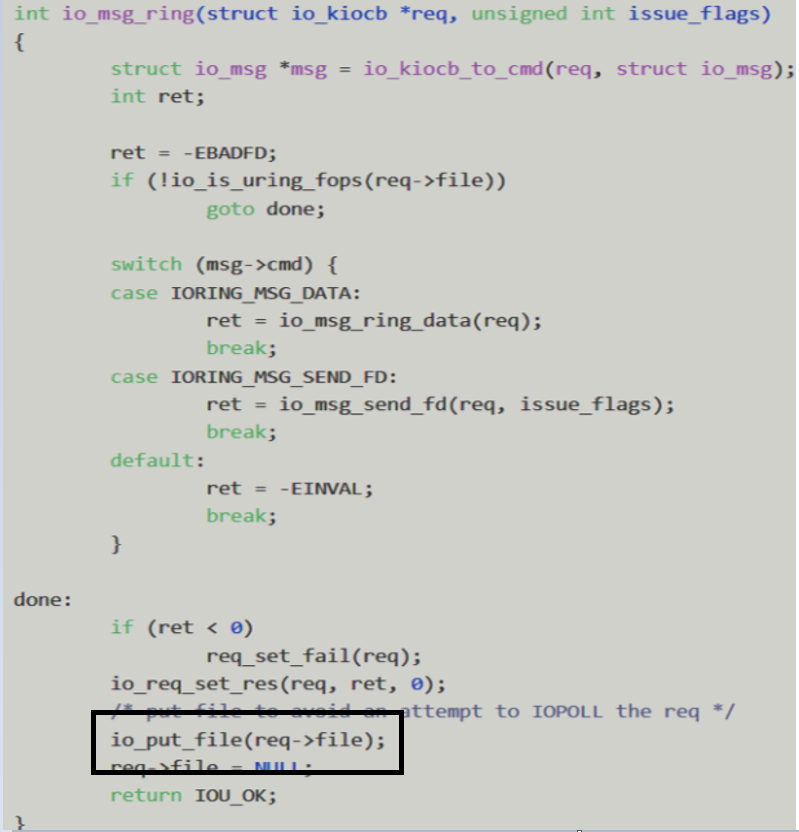 int io_msg_ring(struct io_kiocb *req, unsigned int issue_flags)
{
        struct io_msg *msg = io_kiocb_to_cmd(req, struct io_msg);
        int ret;

        ret = -EBADFD;
        if (!io_is_uring_fops(req->file))
                goto done;

        switch (msg->cmd) {
        case IORING_MSG_DATA:
                ret = io_msg_ring_data(req);
                break;
        case IORING_MSG_SEND_FD:
                ret = io_msg_send_fd(req, issue_flags);
                break;
        default:
                ret = -EINVAL;
                break;
        }

done:
        if (ret < 0)
                req_set_fail(req);
        io_req_set_res(req, ret, 0);
        /* put file to avoid an attempt to IOPOLL the req */
        io_put_file(req->file);
        req->file = NULL;
        return IOU_OK;
}